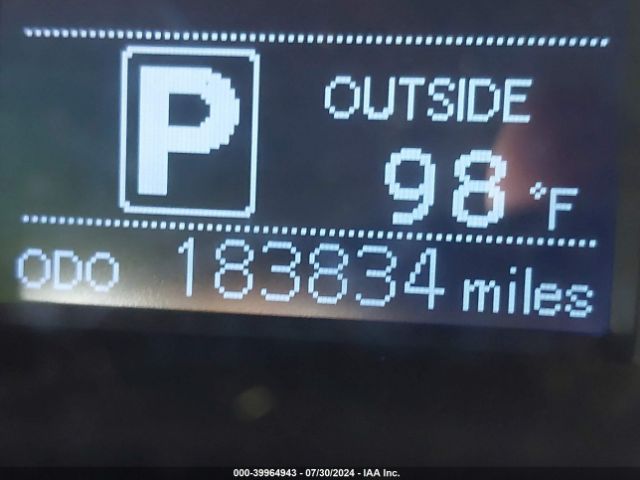 P
OUTSIDE
98 °F
ODO 183834 miles
000-39964943 - 07/30/2024 - IAA Inc.